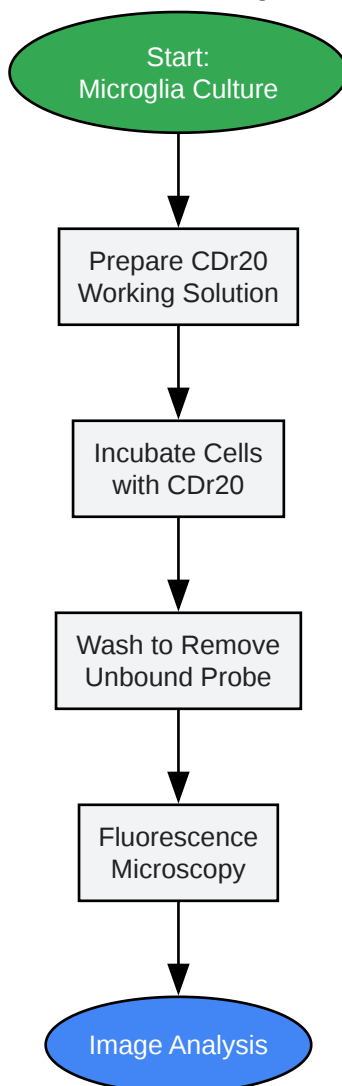 Start:
Microglia Culture
Prepare CDr20
Working Solution
Incubate Cells
with CDr20
Wash to Remove
Unbound Probe
Fluorescence
Microscopy
Image Analysis